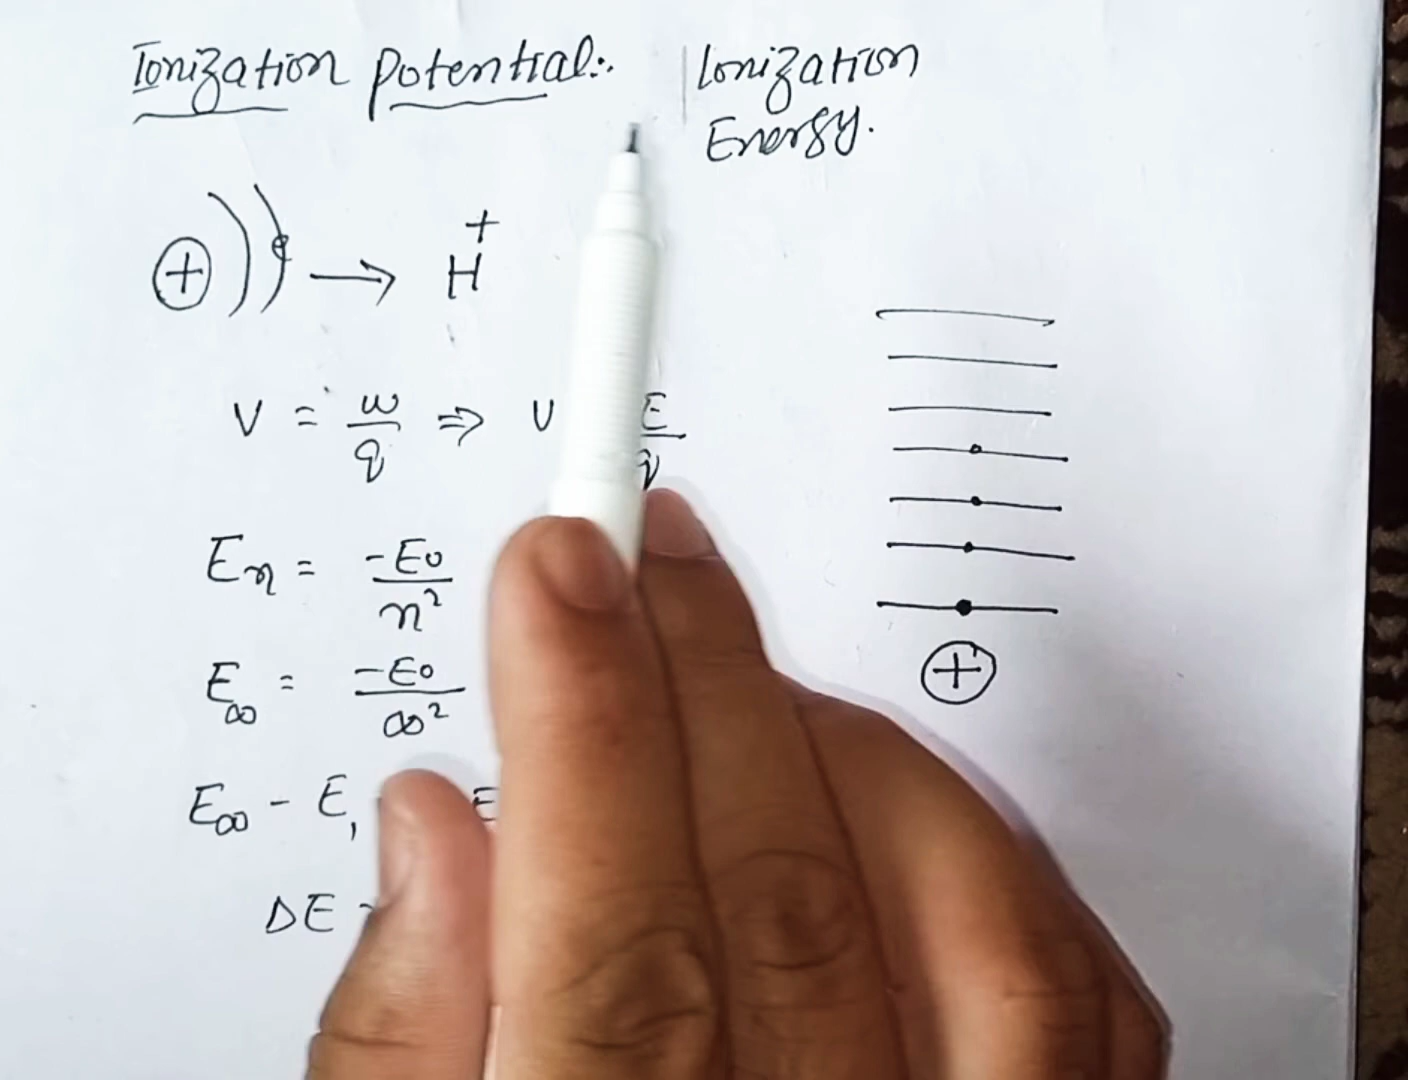 Ionization potential:.
Ionization
Energy.
+
H
+
V = w/q ⇒ V E/q
En = -E0/n²
E∞ = -E0/∞²
E∞ - E1 E
ΔE
+